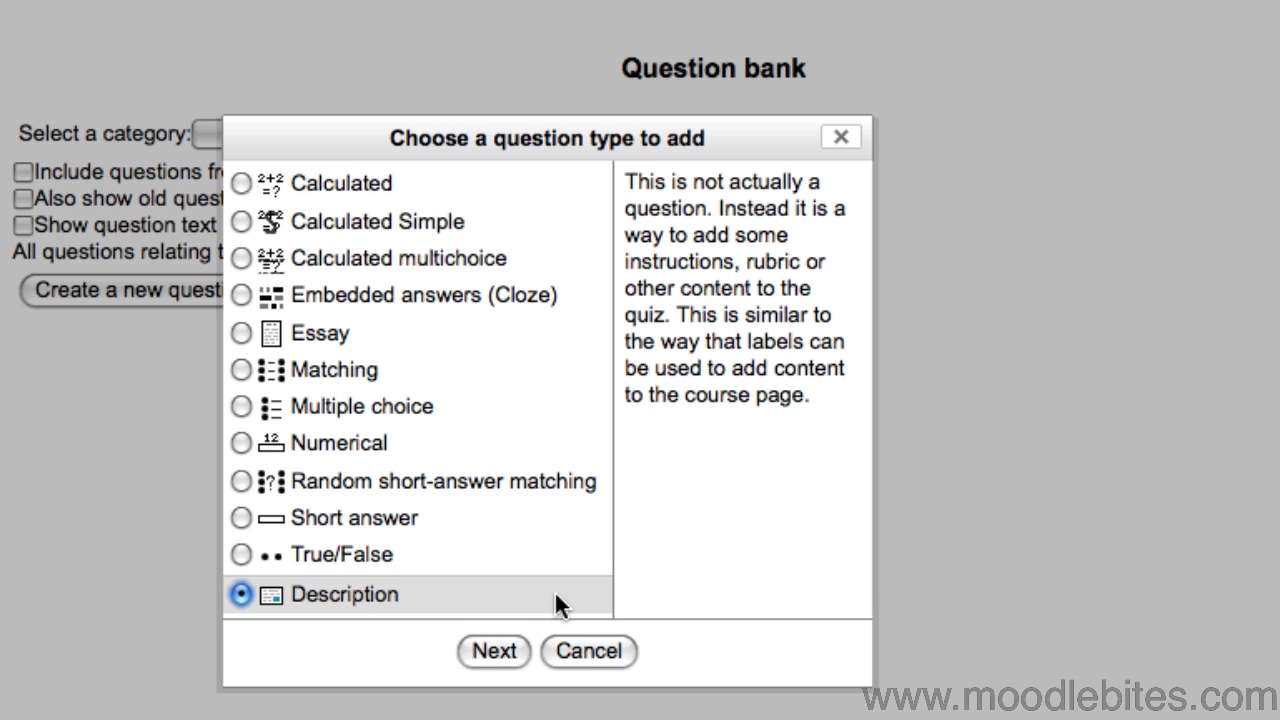 Question bank
Select a category:
Include questions fr
Also show old quest
Show question text
All questions relating t
Create a new questi
Choose a question type to add
Calculated
Calculated Simple
Calculated multichoice
Embedded answers (Cloze)
Essay
Matching
Multiple choice
Numerical
Random short-answer matching
Short answer
True/False
Description
This is not actually a
question. Instead it is a
way to add some
instructions, rubric or
other content to the
quiz. This is similar to
the way that labels can
be used to add content
to the course page.
Next
Cancel
www.moodlebites.com